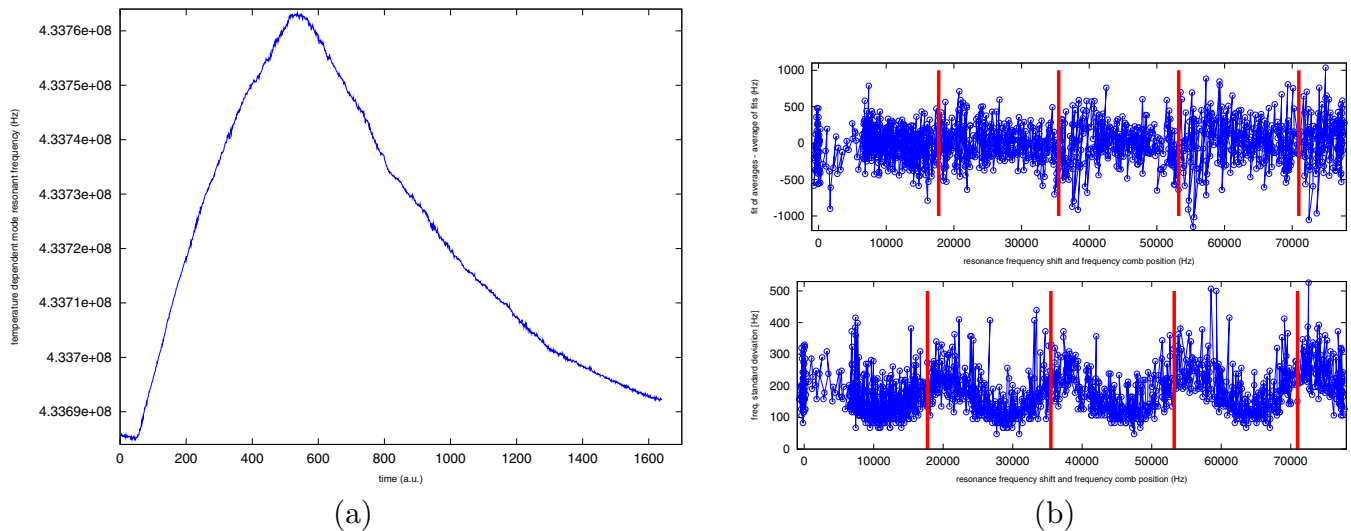 4.3376e+08
4.3375e+08
4.3374e+08
4.3373e+08
4.3372e+08
4.3371e+08
4.337e+08
4.3369e+08
temperature dependent mode resonant frequency (Hz)
0 200 400 600 800 1000 1200 1400 1600
time (a.u.)
(a)
1000
500
0
-500
-1000
fit of averages - average of fits (Hz)
0 10000 20000 30000 40000 50000 60000 70000
resonance frequency shift and frequency comb position (Hz)
500
400
300
200
100
0
freq. standard deviation [Hz]
0 10000 20000 30000 40000 50000 60000 70000
resonance frequency shift and frequency comb position (Hz)
(b)